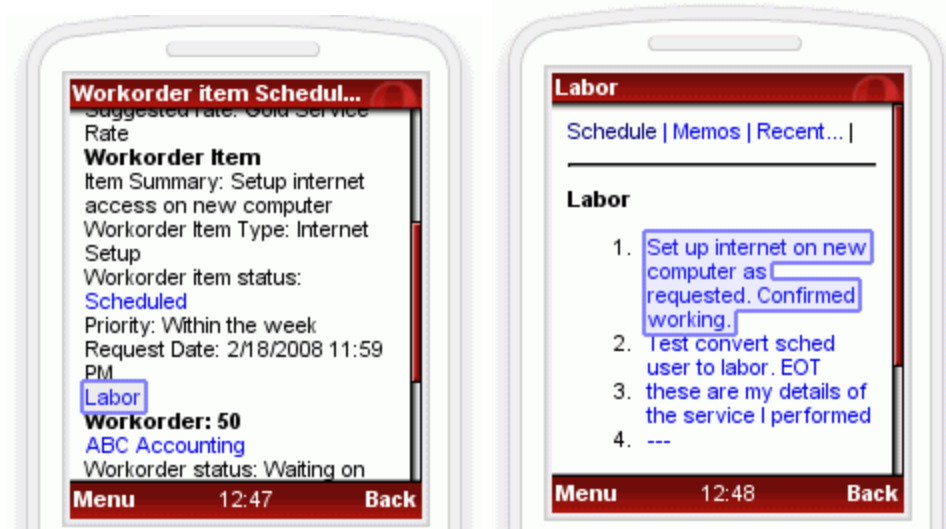 Workorder item Schedul...
Suggested rate: Gold Service
Rate
Workorder Item
Item Summary: Setup internet
access on new computer
Workorder Item Type: Internet
Setup
Workorder item status:
Scheduled
Priority: Within the week
Request Date: 2/18/2008 11:59
PM
Labor
Workorder: 50
ABC Accounting
Workorder status: Waiting on
Menu 12:47 Back
Labor
Schedule | Memos | Recent... |
Labor
1. Set up internet on new
computer as
requested. Confirmed
working.
2. Test convert sched
user to labor. EOT
3. these are my details of
the service I performed
4. ---
Menu 12:48 Back